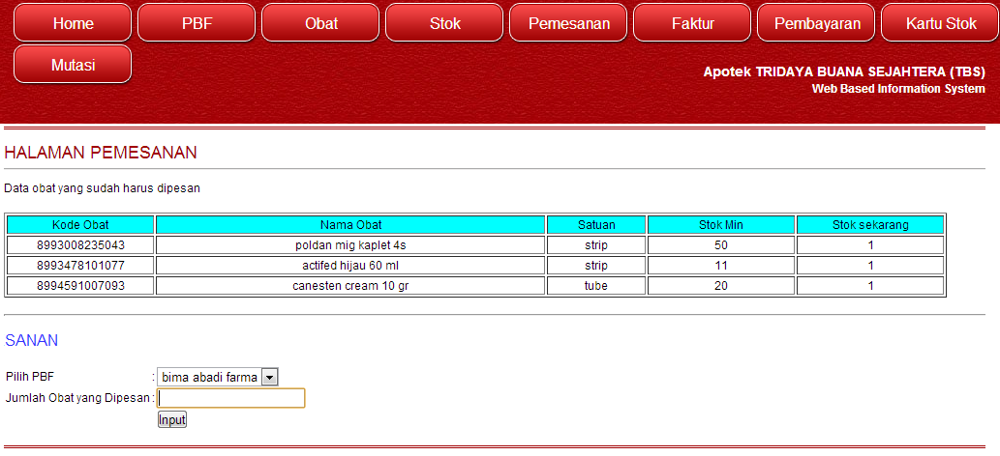 Home PBF Obat Stok Pemesanan Faktur Pembayaran Kartu Stok
Mutasi
Apotek TRIDAYA BUANA SEJAHTERA (TBS)
Web Based Information System
HALAMAN PEMESANAN
Data obat yang sudah harus dipesan
Kode Obat Nama Obat Satuan Stok Min Stok sekarang
8993008235043 poldan mig kaplet 4s strip 50 1
8993478101077 actifed hijau 60 ml strip 11 1
8994591007093 canesten cream 10 gr tube 20 1
SANAN
Pilih PBF : bima abadi farma
Jumlah Obat yang Dipesan :
Input